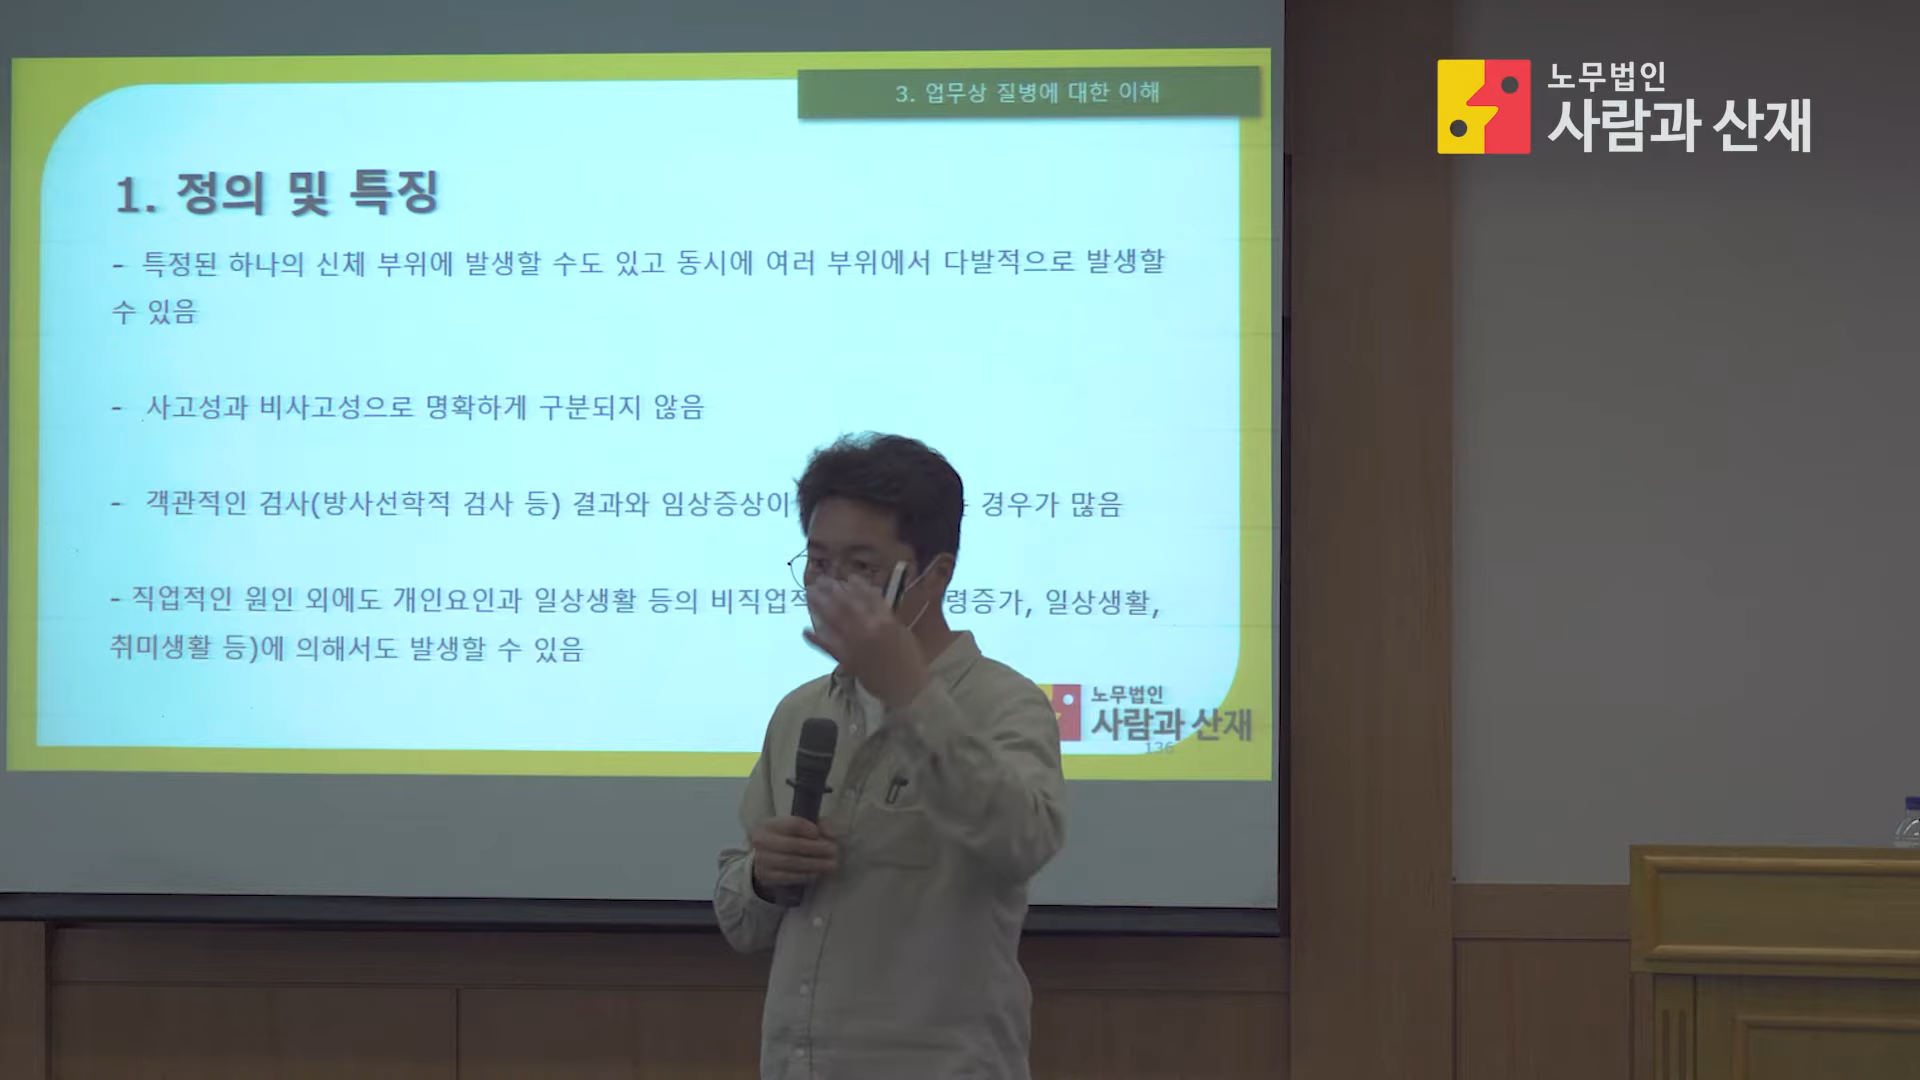 3. 업무상 질병에 대한 이해
노무법인
사람과 산재
1. 정의 및 특징
- 특정된 하나의 신체 부위에 발생할 수도 있고 동시에 여러 부위에서 다발적으로 발생할
수 있음
- 사고성과 비사고성으로 명확하게 구분되지 않음
- 객관적인 검사(방사선학적 검사 등) 결과와 임상증상이 경우가 많음
- 직업적인 원인 외에도 개인요인과 일상생활 등의 비직업적 령증가, 일상생활,
취미생활 등)에 의해서도 발생할 수 있음
노무법인
사람과 산재
136